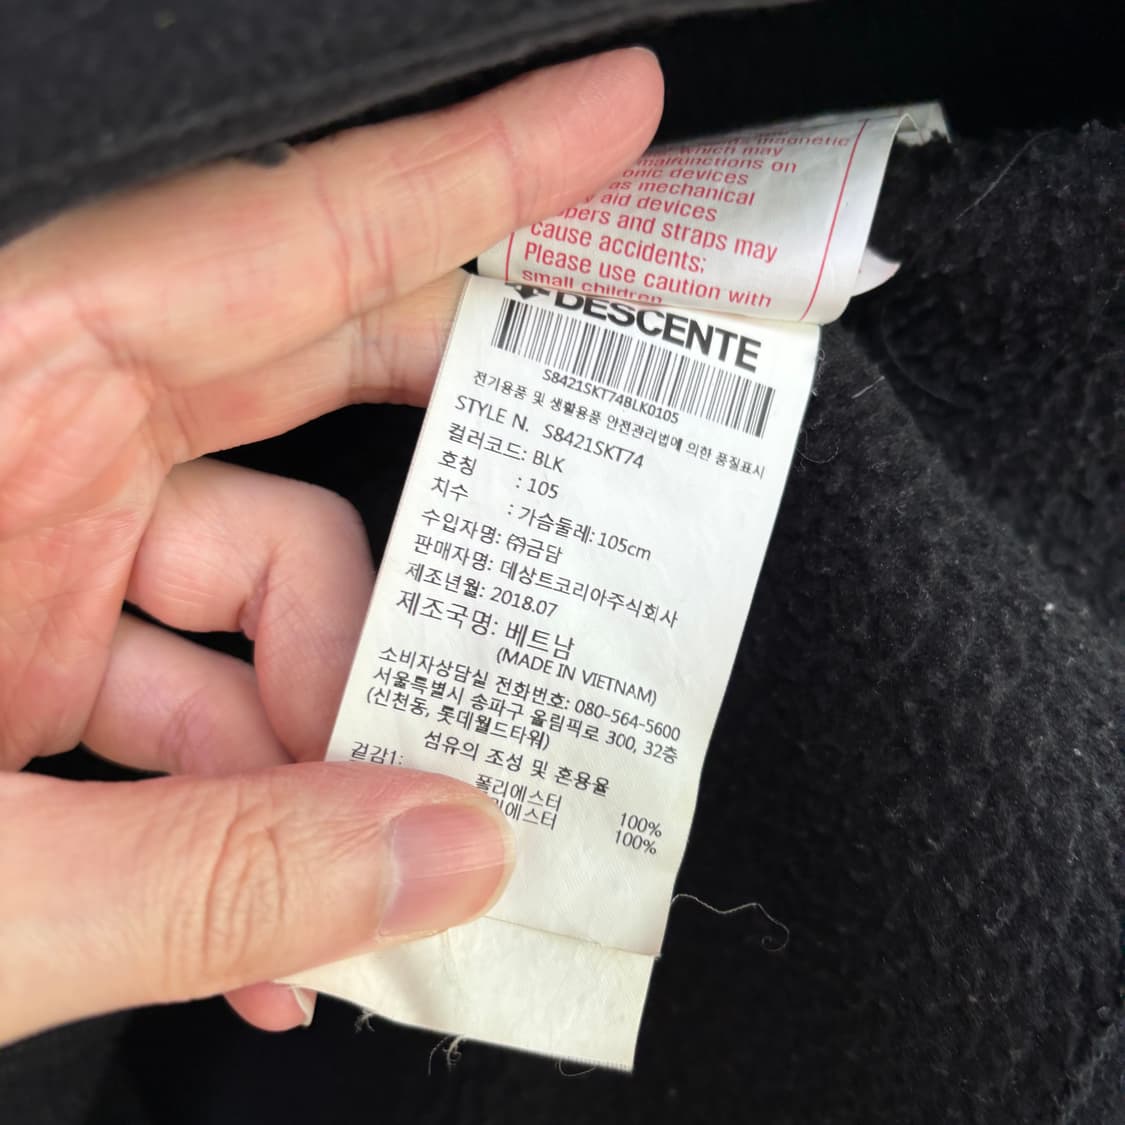 magnetic
which may
malfunctions on
devices
as mechanical
aid devices
and straps may
cause accidents;
Please use caution with
small children
DESCENTE
S8421SKT74BLK0105
전기용품 및 생활용품 안전관리법에 의한 품질표시
STYLE N. S8421SKT74
컬러코드: BLK
호칭 : 105
치수 : 가슴둘레: 105cm
수입자명: ㈜금담
판매자명: 데상트코리아주식회사
제조년월: 2018.07
제조국명: 베트남
(MADE IN VIETNAM)
소비자상담실 전화번호: 080-564-5600
서울특별시 송파구 올림픽로 300, 32층
(신천동, 롯데월드타워)
섬유의 조성 및 혼용율
겉감1:
폴리에스터 100%
리에스터 100%